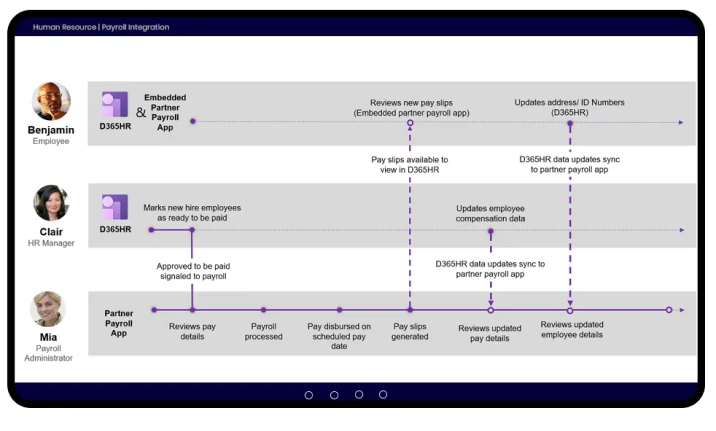 Human Resource | Payroll Integration
Benjamin
Employee
D365HR
&
Embedded
Partner
Payroll
App
Reviews new pay slips
(Embedded partner payroll app)
Updates address/ ID Numbers
(D365HR)
Pay slips available to
view in D365HR
D365HR data updates sync
to partner payroll app
Clair
HR Manager
D365HR
Marks new hire employees
as ready to be paid
Updates employee
compensation data
Approved to be paid
signaled to payroll
D365HR data updates sync to
partner payroll app
Mia
Payroll
Administrator
Partner
Payroll
App
Reviews pay
details
Payroll
processed
Pay disbursed on
scheduled pay
date
Pay slips
generated
Reviews updated
pay details
Reviews updated
employee details